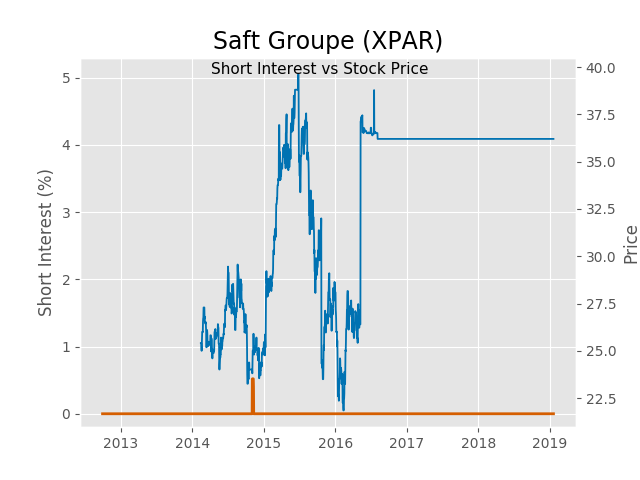 Saft Groupe (XPAR)
Short Interest vs Stock Price
Short Interest (%)
5
4
3
2
1
0
40.0
37.5
35.0
32.5
30.0
27.5
25.0
22.5
Price
2013 2014 2015 2016 2017 2018 2019